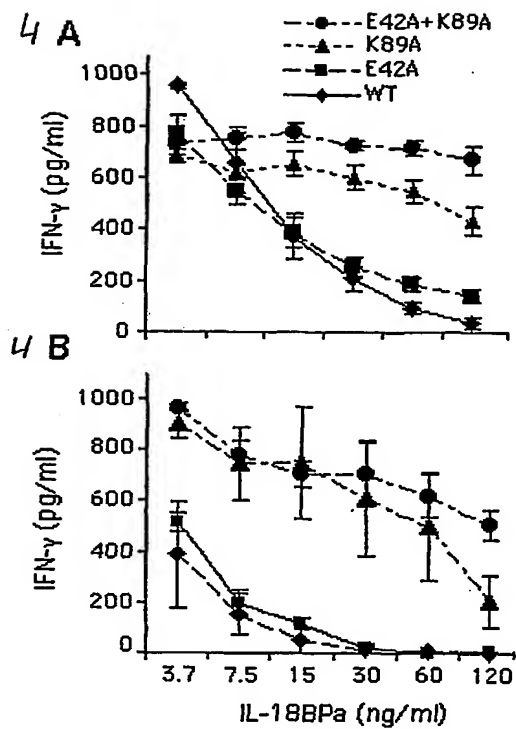 4 A
E42A+K89A
K89A
E42A
WT
IFN-γ (pg/ml)
1000
800
600
400
200
0
4 B
IFN-γ (pg/ml)
1000
800
600
400
200
0
3.7 7.5 15 30 60 120
IL-18BPa (ng/ml)